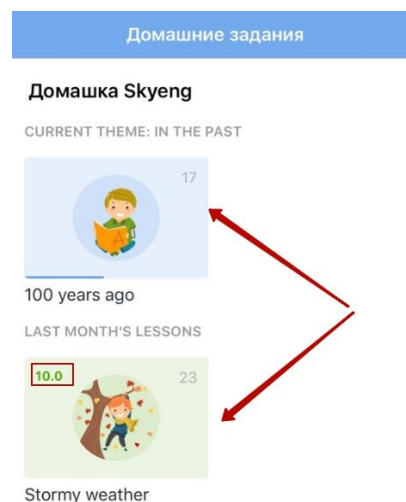 Домашние задания
Домашка Skyeng
CURRENT THEME: IN THE PAST
17
A
100 years ago
LAST MONTH'S LESSONS
10.0
23
Stormy weather